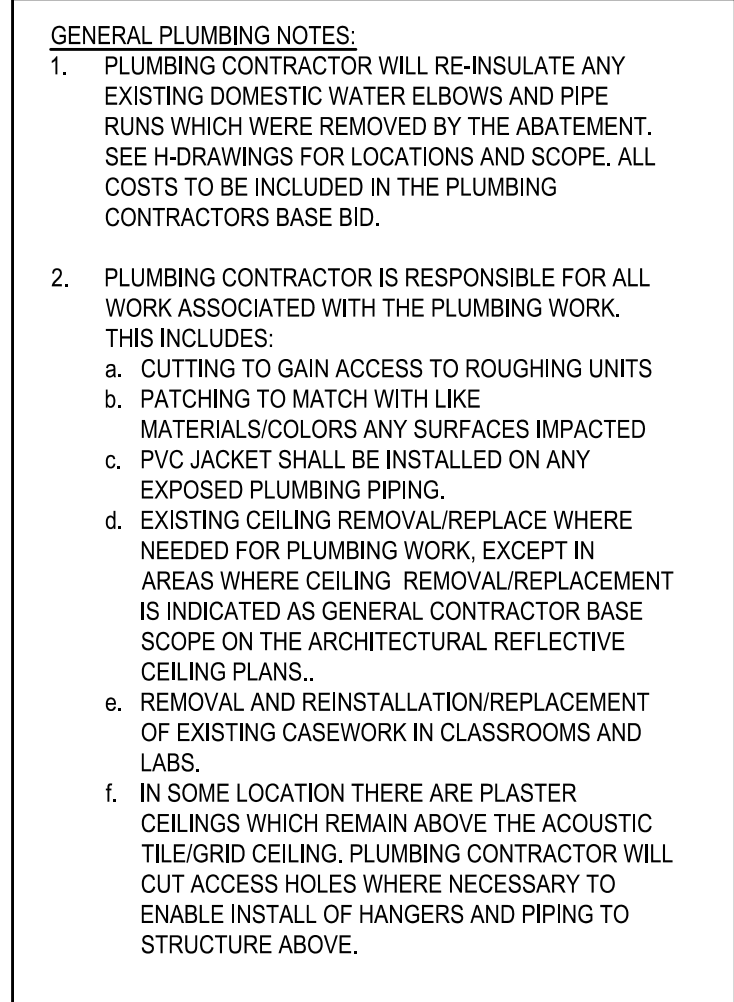 GENERAL PLUMBING NOTES:
1. PLUMBING CONTRACTOR WILL RE-INSULATE ANY
EXISTING DOMESTIC WATER ELBOWS AND PIPE
RUNS WHICH WERE REMOVED BY THE ABATEMENT.
SEE H-DRAWINGS FOR LOCATIONS AND SCOPE. ALL
COSTS TO BE INCLUDED IN THE PLUMBING
CONTRACTORS BASE BID.
2. PLUMBING CONTRACTOR IS RESPONSIBLE FOR ALL
WORK ASSOCIATED WITH THE PLUMBING WORK.
THIS INCLUDES:
a. CUTTING TO GAIN ACCESS TO ROUGHING UNITS
b. PATCHING TO MATCH WITH LIKE
MATERIALS/COLORS ANY SURFACES IMPACTED
c. PVC JACKET SHALL BE INSTALLED ON ANY
EXPOSED PLUMBING PIPING.
d. EXISTING CEILING REMOVAL/REPLACE WHERE
NEEDED FOR PLUMBING WORK, EXCEPT IN
AREAS WHERE CEILING REMOVAL/REPLACEMENT
IS INDICATED AS GENERAL CONTRACTOR BASE
SCOPE ON THE ARCHITECTURAL REFLECTIVE
CEILING PLANS..
e. REMOVAL AND REINSTALLATION/REPLACEMENT
OF EXISTING CASEWORK IN CLASSROOMS AND
LABS.
f. IN SOME LOCATION THERE ARE PLASTER
CEILINGS WHICH REMAIN ABOVE THE ACOUSTIC
TILE/GRID CEILING. PLUMBING CONTRACTOR WILL
CUT ACCESS HOLES WHERE NECESSARY TO
ENABLE INSTALL OF HANGERS AND PIPING TO
STRUCTURE ABOVE.